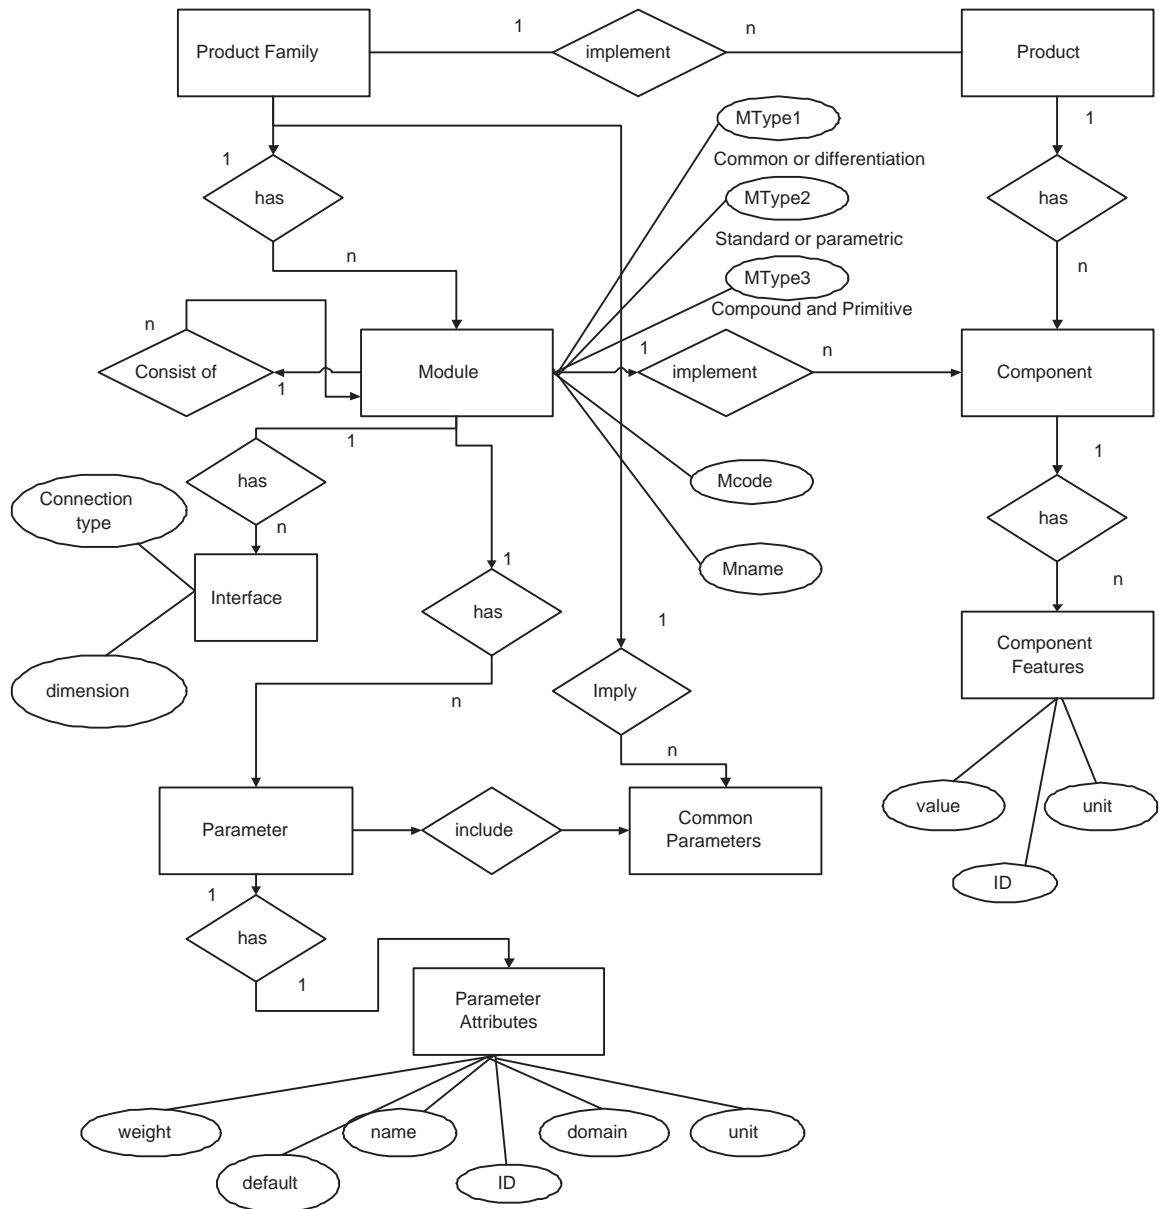 1
n
Product Family
implement
Product
MType1
1
1
Common or differentiation
has
MType2
has
Standard or parametric
n
n
MType3
Compound and Primitive
n
1
n
Consist of
Module
implement
Component
1
1
1
has
Mcode
Connection
type
n
has
1
Mname
n
Interface
has
1
Component
Features
dimension
Imply
n
n
value
unit
Parameter
include
Common
Parameters
ID
1
has
1
Parameter
Attributes
weight
name
domain
unit
default
ID